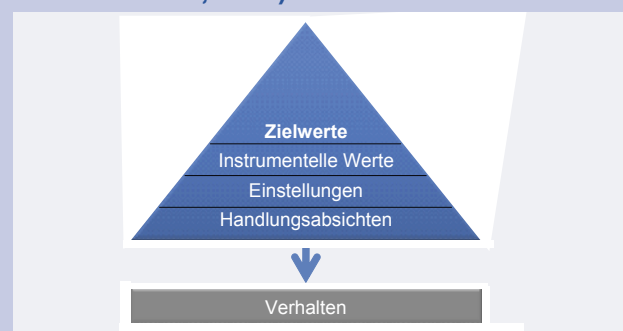 Zielwerte
Instrumentelle Werte
Einstellungen
Handlungsabsichten
Verhalten